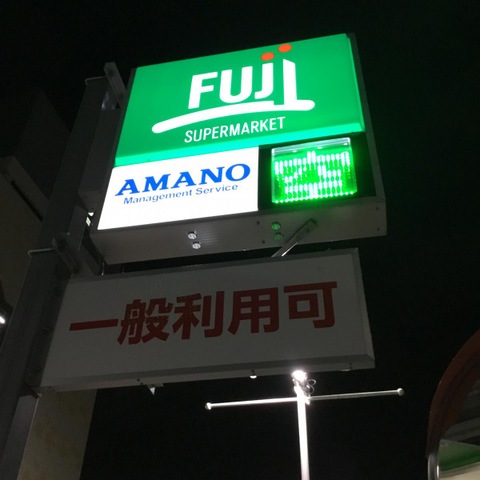 FUJI
SUPERMARKET
AMANO
Management Service
一般利用可